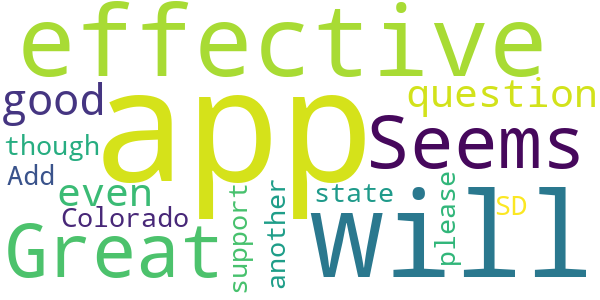 effective
app
good
question
Seems
though
Add
even
Colorado
Great
support
another
state
Will
please
SD